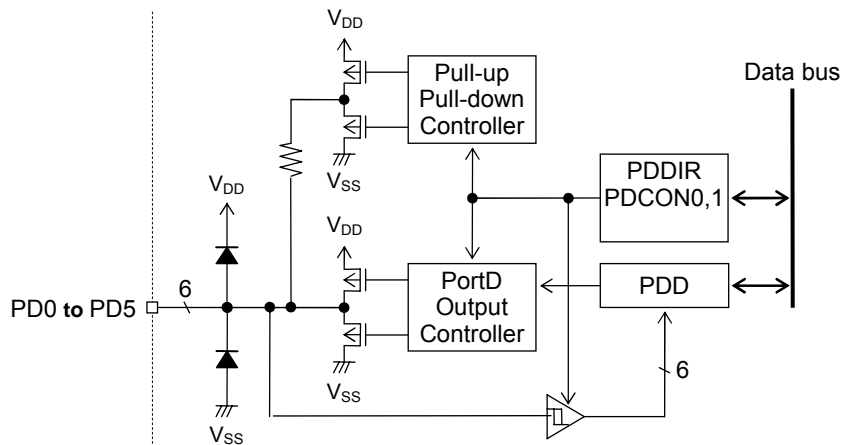 VDD
Pull-up
Pull-down
Controller
Data bus
VSS
PDDIR
PDCON0,1
VDD
VDD
PD0 to PD5
6
PortD
Output
Controller
PDD
VSS
6
VSS